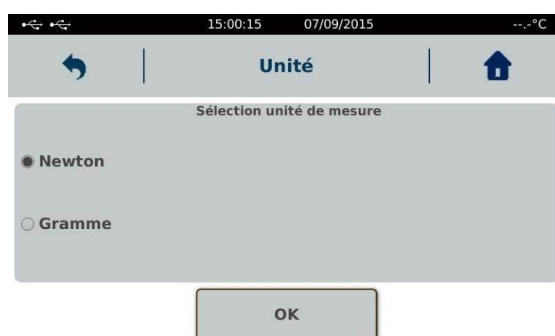 15:00:15 07/09/2015 --.-°C
Unité
Sélection unité de mesure
Newton
Gramme
OK